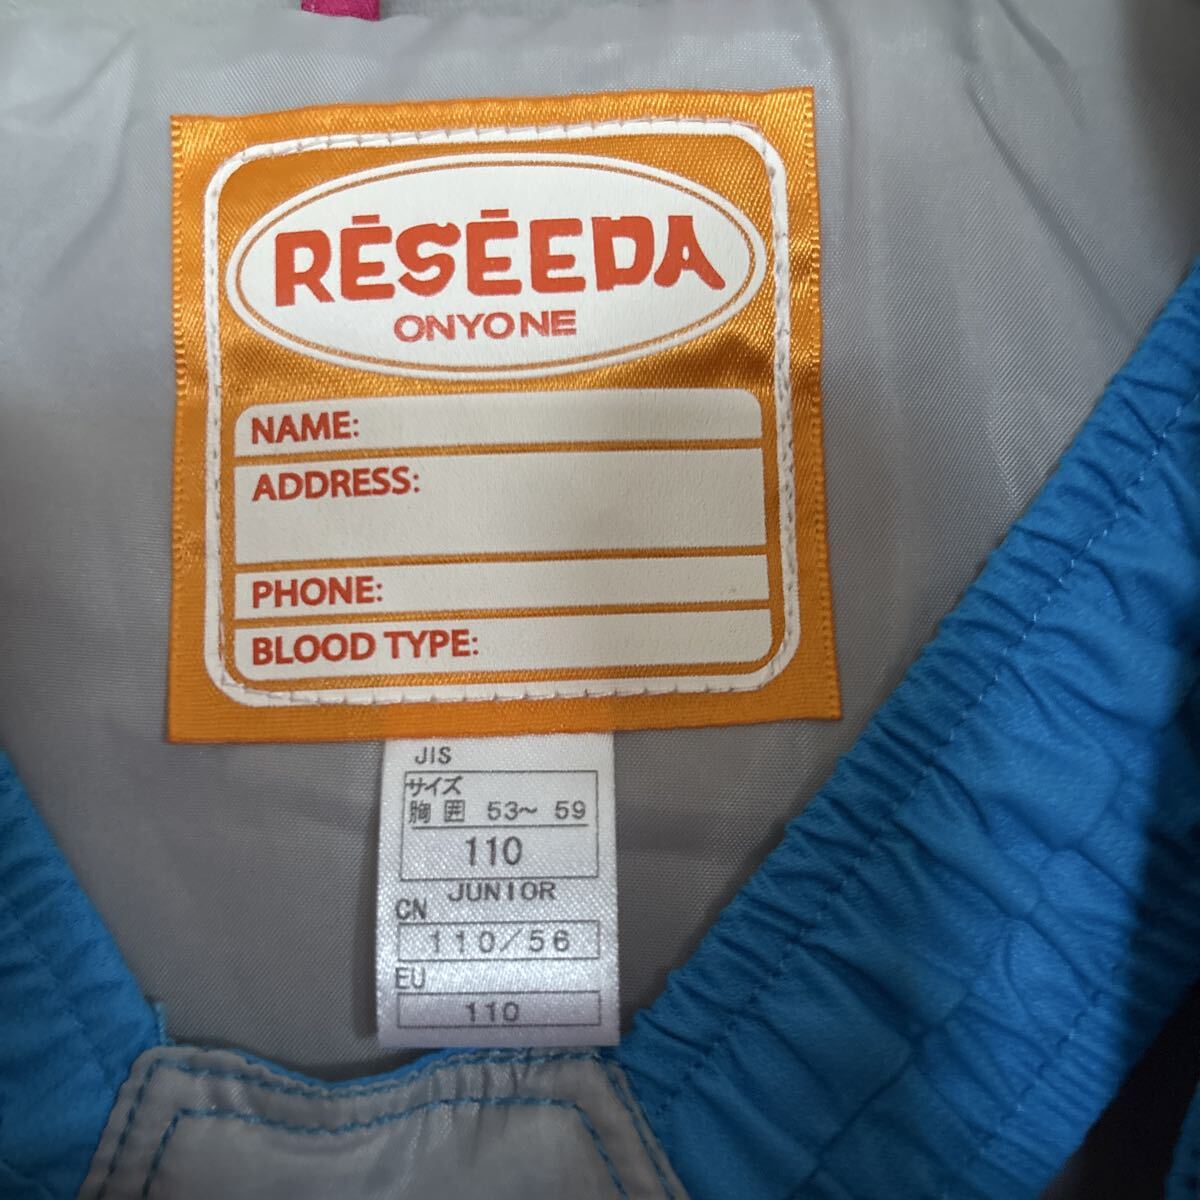 RĒSĒEDA
ONYONE
NAME:
ADDRESS:
PHONE:
BLOOD TYPE:
JIS
サイズ
胸囲 53～59
110
JUNIOR
CN
110/56
EU
110